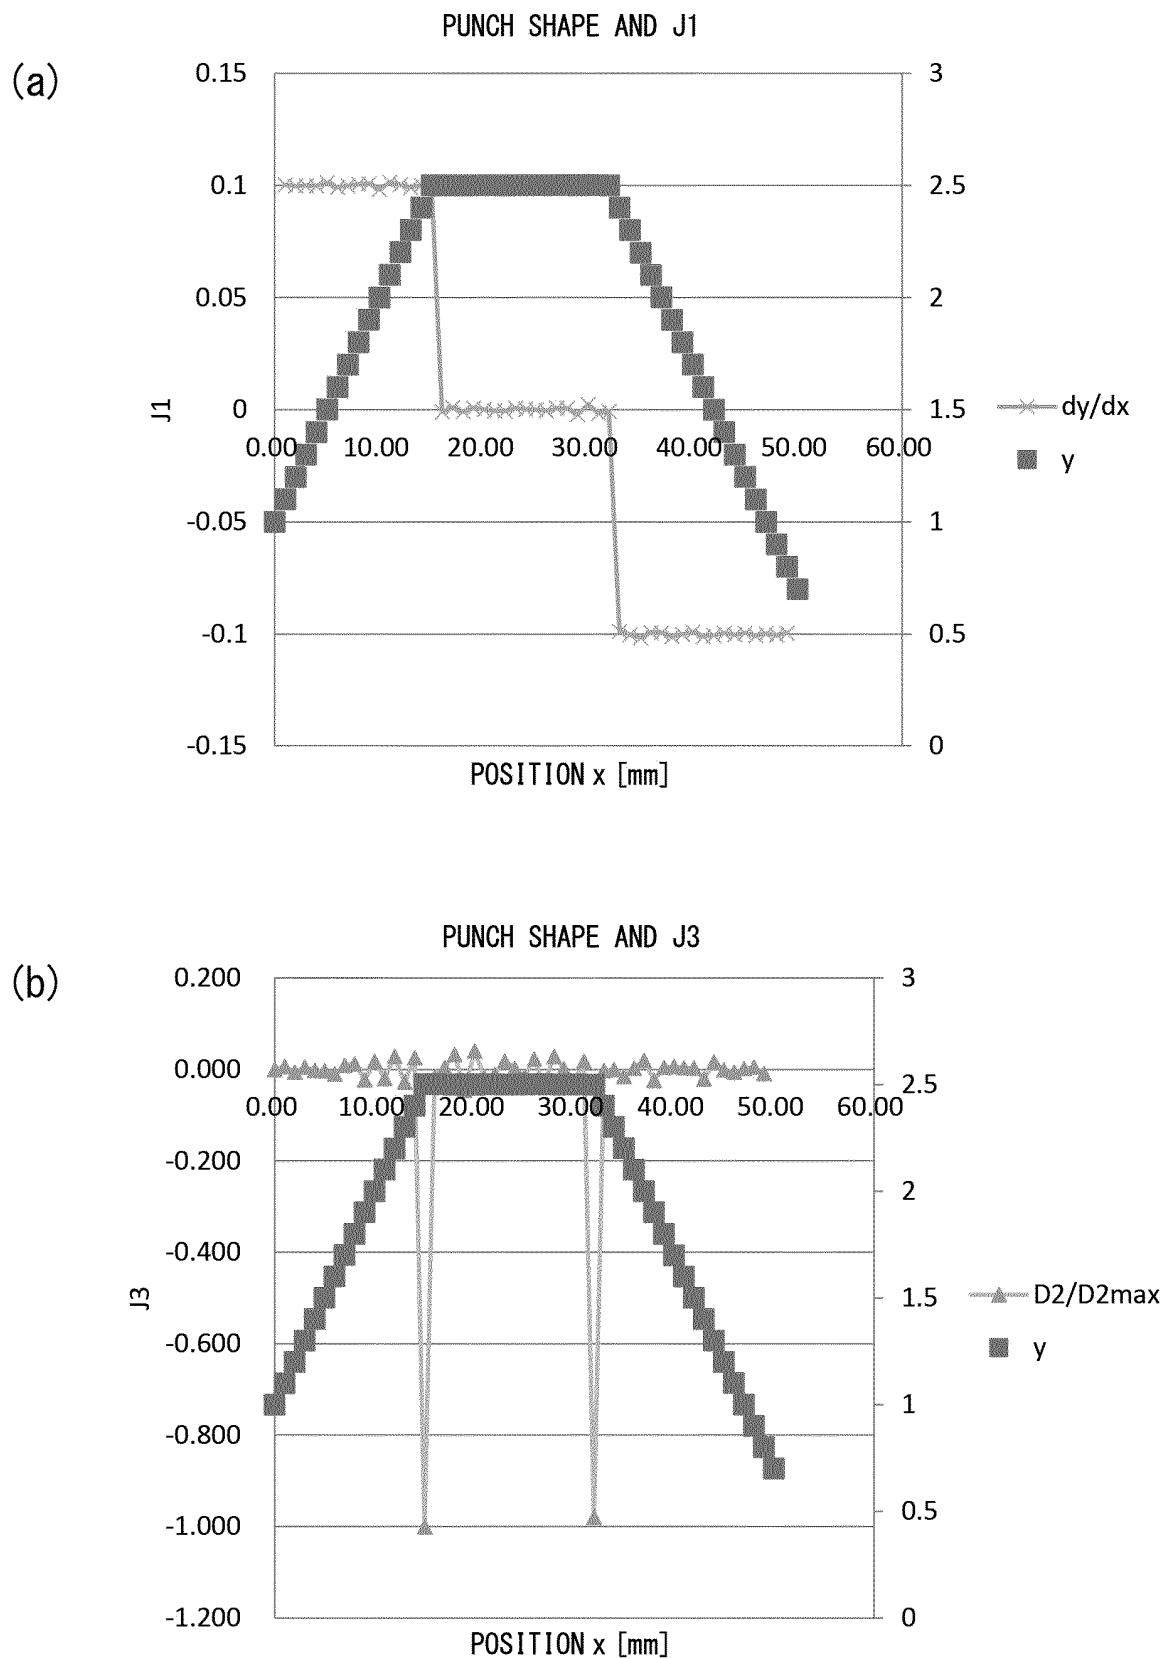 PUNCH SHAPE AND J1
(a)
0.15
0.1
0.05
0
-0.05
-0.1
-0.15
J1
0.00 10.00 20.00 30.00 40.00 50.00 60.00
3
2.5
2
1.5
1
0.5
0
dy/dx
y
POSITION x [mm]
PUNCH SHAPE AND J3
(b)
0.200
0.000
-0.200
-0.400
-0.600
-0.800
-1.000
-1.200
J3
0.00 10.00 20.00 30.00 40.00 50.00 60.00
3
2.5
2
1.5
1
0.5
0
D2/D2max
y
POSITION x [mm]